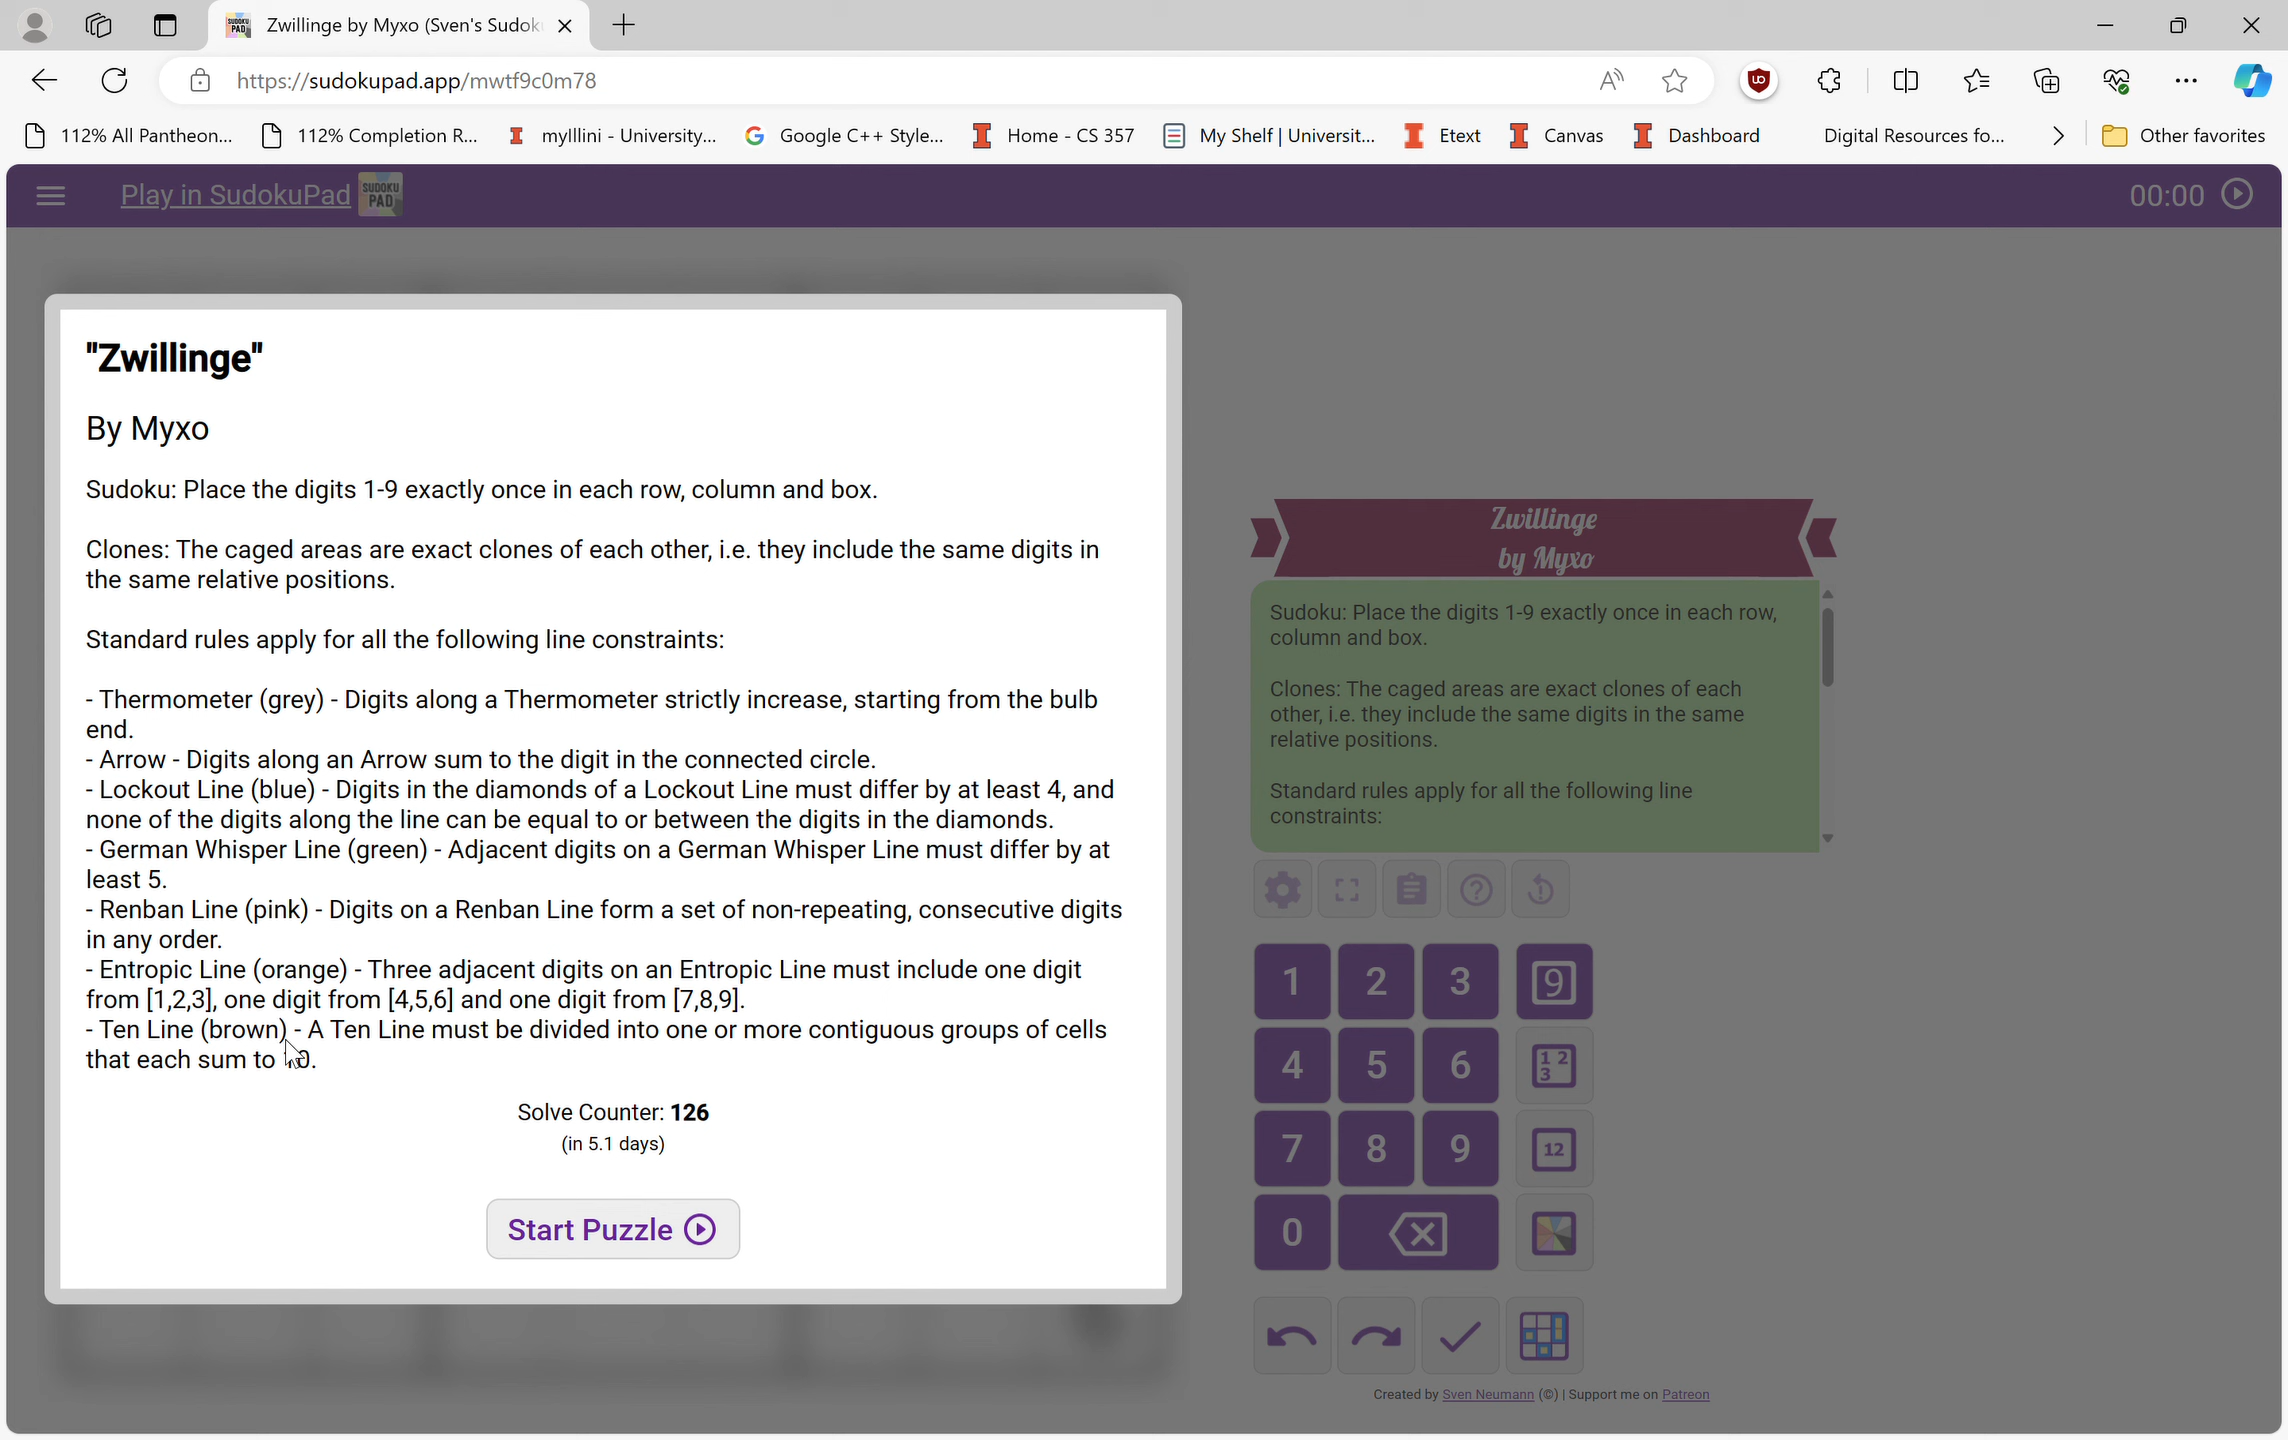 Zwillinge by Myxo (Sven's Sudok
https://sudokupad.app/mwtf9c0m78
112% All Pantheon...
112% Completion R...
myIllini - University...
Google C++ Style...
Home - CS 357
My Shelf | Universit...
Etext
Canvas
Dashboard
Digital Resources fo...
Other favorites
Play in SudokuPad
SUDOKU
PAD
00:00
"Zwillinge"
By Myxo
Sudoku: Place the digits 1-9 exactly once in each row, column and box.
Clones: The caged areas are exact clones of each other, i.e. they include the same digits in
the same relative positions.
Standard rules apply for all the following line constraints:
- Thermometer (grey) - Digits along a Thermometer strictly increase, starting from the bulb
end.
- Arrow - Digits along an Arrow sum to the digit in the connected circle.
- Lockout Line (blue) - Digits in the diamonds of a Lockout Line must differ by at least 4, and
none of the digits along the line can be equal to or between the digits in the diamonds.
- German Whisper Line (green) - Adjacent digits on a German Whisper Line must differ by at
least 5.
- Renban Line (pink) - Digits on a Renban Line form a set of non-repeating, consecutive digits
in any order.
- Entropic Line (orange) - Three adjacent digits on an Entropic Line must include one digit
from [1,2,3], one digit from [4,5,6] and one digit from [7,8,9].
- Ten Line (brown) - A Ten Line must be divided into one or more contiguous groups of cells
that each sum to 10.
Solve Counter: 126
(in 5.1 days)
Start Puzzle
Zwillinge
by Myxo
Sudoku: Place the digits 1-9 exactly once in each row,
column and box.
Clones: The caged areas are exact clones of each
other, i.e. they include the same digits in the same
relative positions.
Standard rules apply for all the following line
constraints:
1 2 3 9
4 5 6 1 2 3
7 8 9 12
0
Created by Sven Neumann (©) | Support me on Patreon